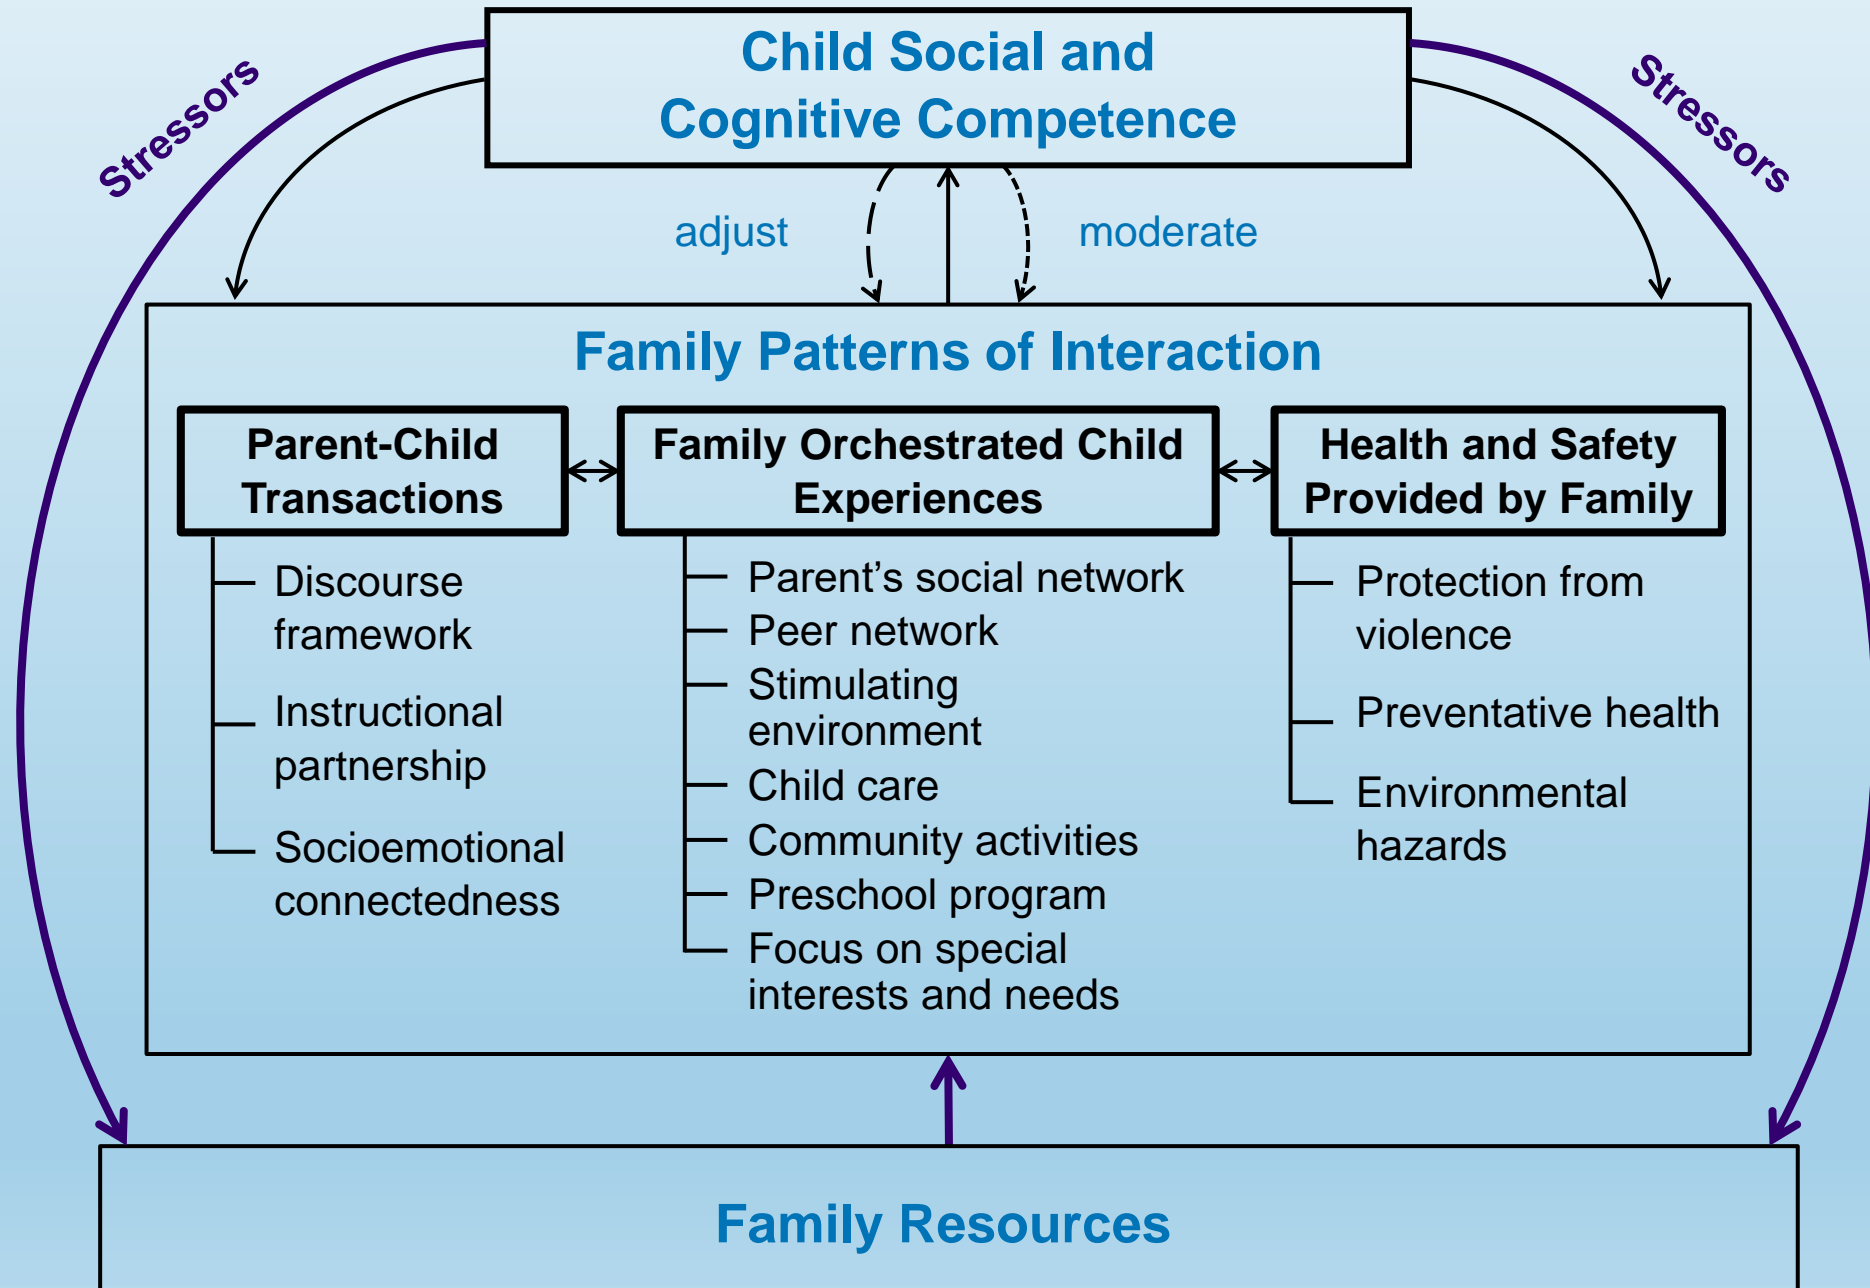 Child Social and
Cognitive Competence
Stressors
Stressors
adjust
moderate
Family Patterns of Interaction
Parent-Child
Transactions
Family Orchestrated Child
Experiences
Health and Safety
Provided by Family
Discourse
framework
Instructional
partnership
Socioemotional
connectedness
Parent’s social network
Peer network
Stimulating
environment
Child care
Community activities
Preschool program
Focus on special
interests and needs
Protection from
violence
Preventative health
Environmental
hazards
Family Resources